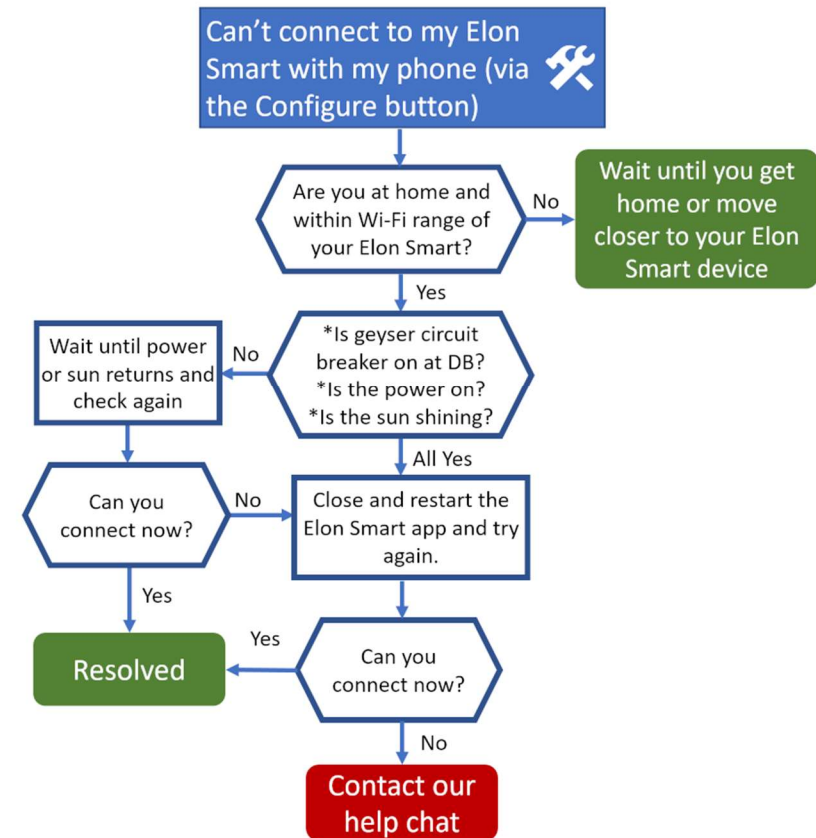 Can’t connect to my Elon
Smart with my phone (via
the Configure button)
Are you at home and
within Wi-Fi range of
your Elon Smart?
No
Wait until you get
home or move
closer to your Elon
Smart device
Yes
*Is geyser circuit
breaker on at DB?
*Is the power on?
*Is the sun shining?
No
Wait until power
or sun returns and
check again
All Yes
Can you
connect now?
No
Close and restart the
Elon Smart app and try
again.
Yes
Resolved
Yes
Can you
connect now?
No
Contact our
help chat